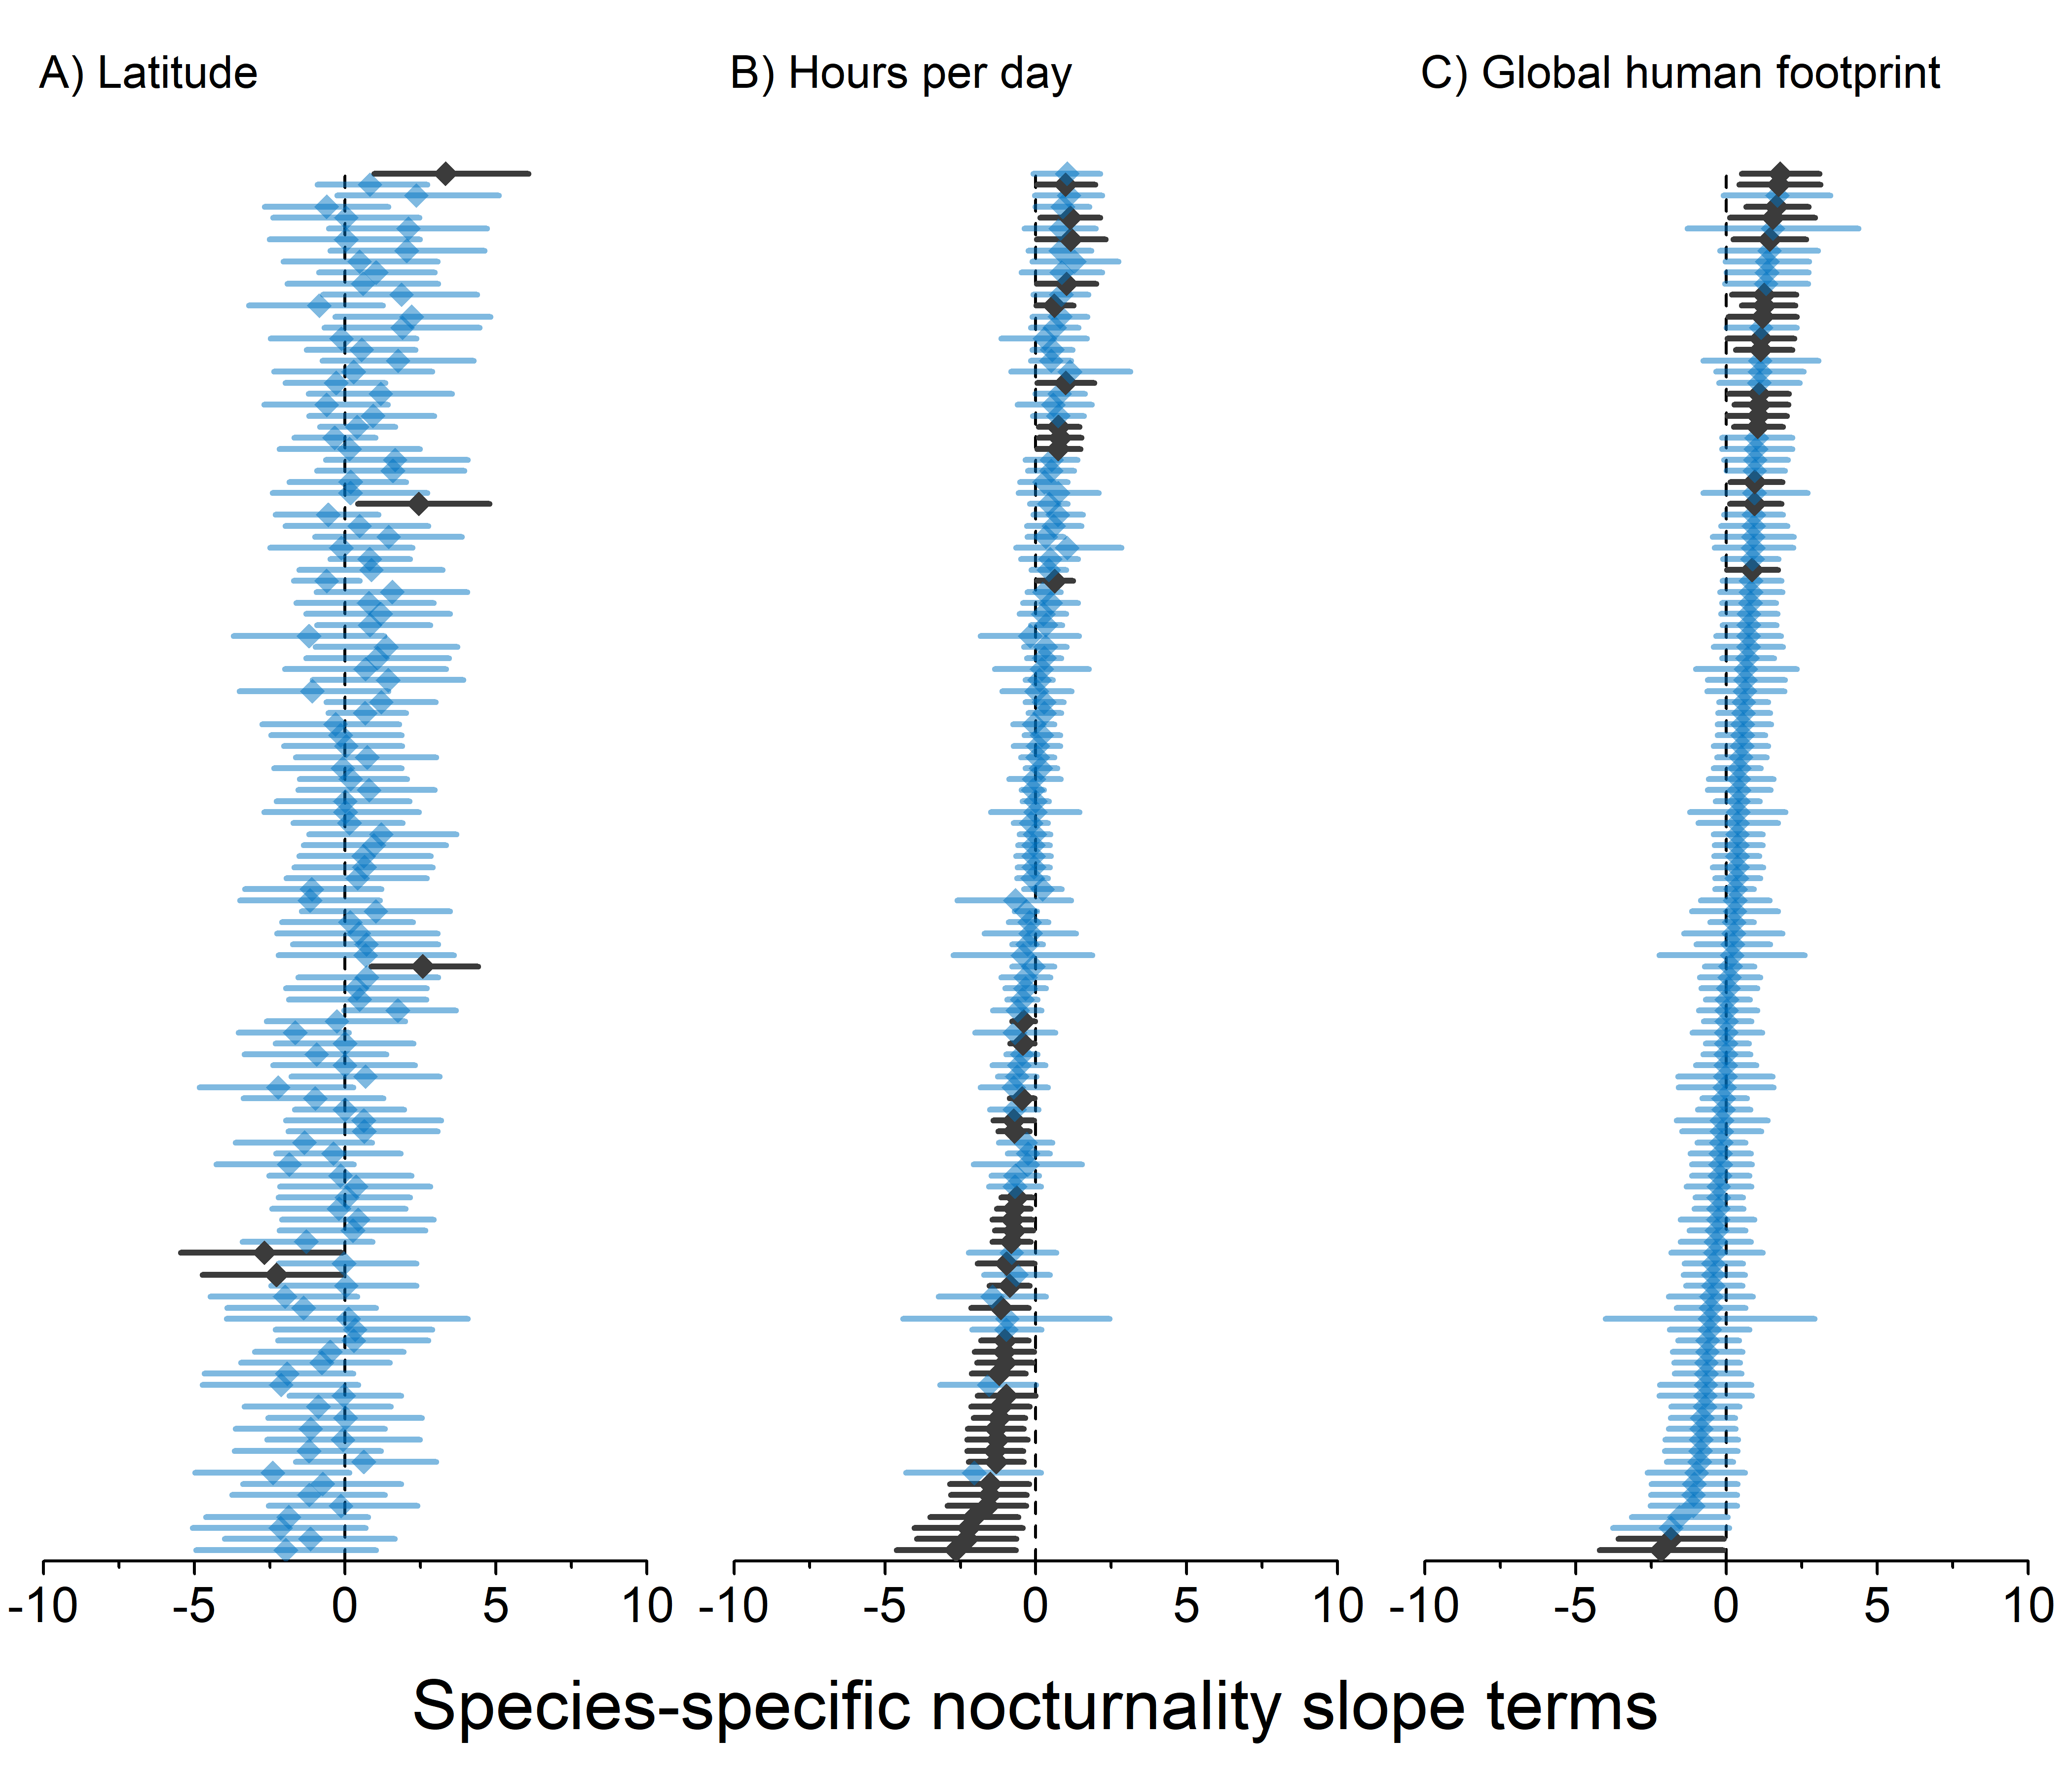 A) Latitude
B) Hours per day
C) Global human footprint
-10 -5 0 5 10
-10 -5 0 5 10
-10 -5 0 5 10
Species-specific nocturnality slope terms